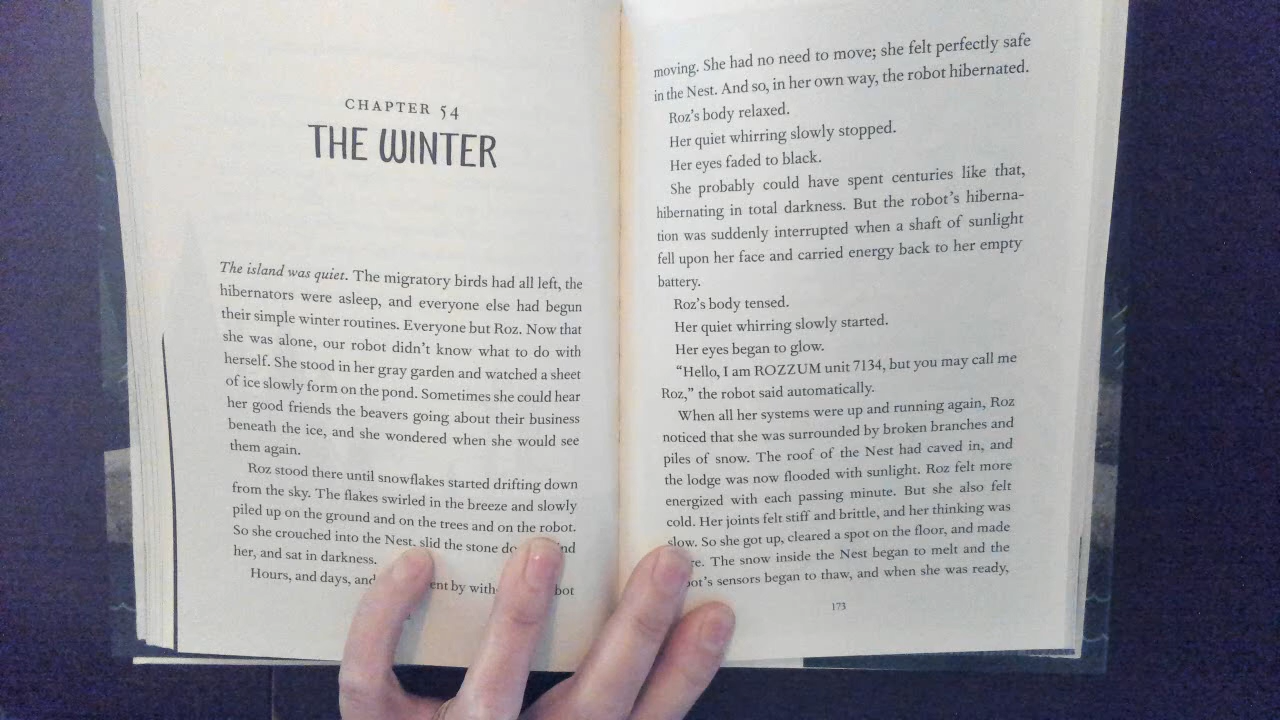 CHAPTER 54
THE WINTER
The island was quiet. The migratory birds had all left, the
hibernators were asleep, and everyone else had begun
their simple winter routines. Everyone but Roz. Now that
she was alone, our robot didn't know what to do with
herself. She stood in her gray garden and watched a sheet
of ice slowly form on the pond. Sometimes she could hear
her good friends the beavers going about their business
beneath the ice, and she wondered when she would see
them again.
Roz stood there until snowflakes started drifting down
from the sky. The flakes swirled in the breeze and slowly
piled up on the ground and on the trees and on the robot.
So she crouched into the Nest, slid the stone
her, and sat in darkness.
Hours, and days, and by
moving. She had no need to move; she felt perfectly safe
in the Nest. And so, in her own way, the robot hibernated.
Roz's body relaxed.
Her quiet whirring slowly stopped.
Her eyes faded to black.
She probably could have spent centuries like that,
hibernating in total darkness. But the robot's hiberna-
tion was suddenly interrupted when a shaft of sunlight
fell upon her face and carried energy back to her empty
battery.
Roz's body tensed.
Her quiet whirring slowly started.
Her eyes began to glow.
"Hello, I am ROZZUM unit 7134, but you may call me
Roz," the robot said automatically.
When all her systems were up and running again, Roz
noticed that she was surrounded by broken branches and
piles of snow. The roof of the Nest had caved in, and
the lodge was now flooded with sunlight. Roz felt more
energized with each passing minute. But she also felt
cold. Her joints felt stiff and brittle, and her thinking was
slow. So she got up, cleared a spot on the floor, and made
The snow inside the Nest began to melt and the
sensors began to thaw, and when she was ready,
173